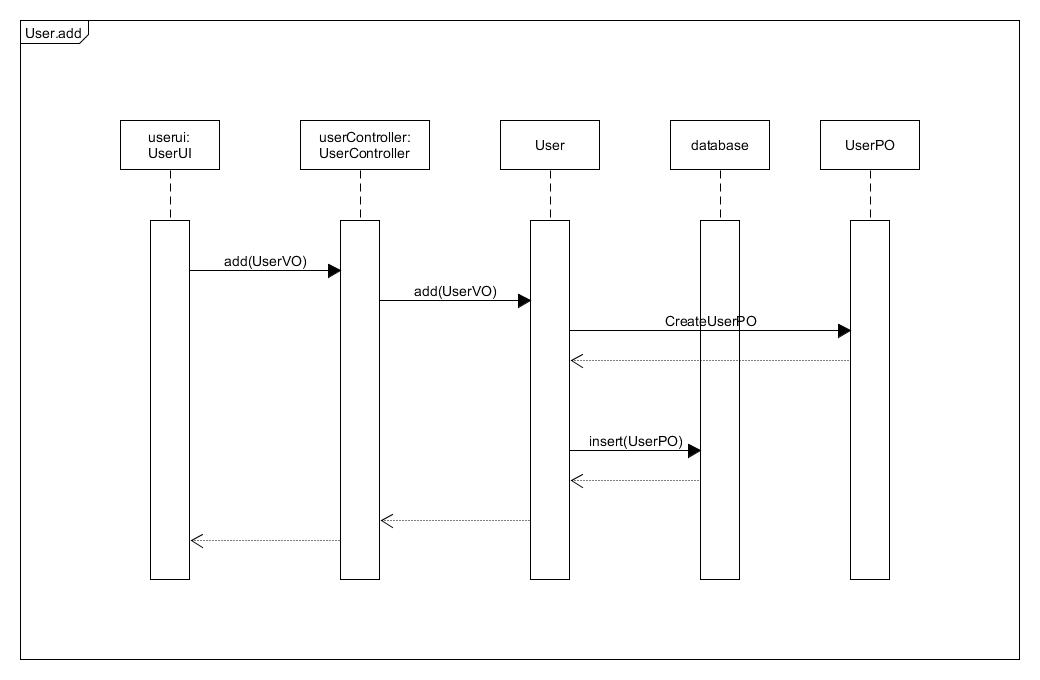 User.add
userui:
UserUI
userController:
UserController
User
database
UserPO
add(UserVO)
add(UserVO)
CreateUserPO
insert(UserPO)